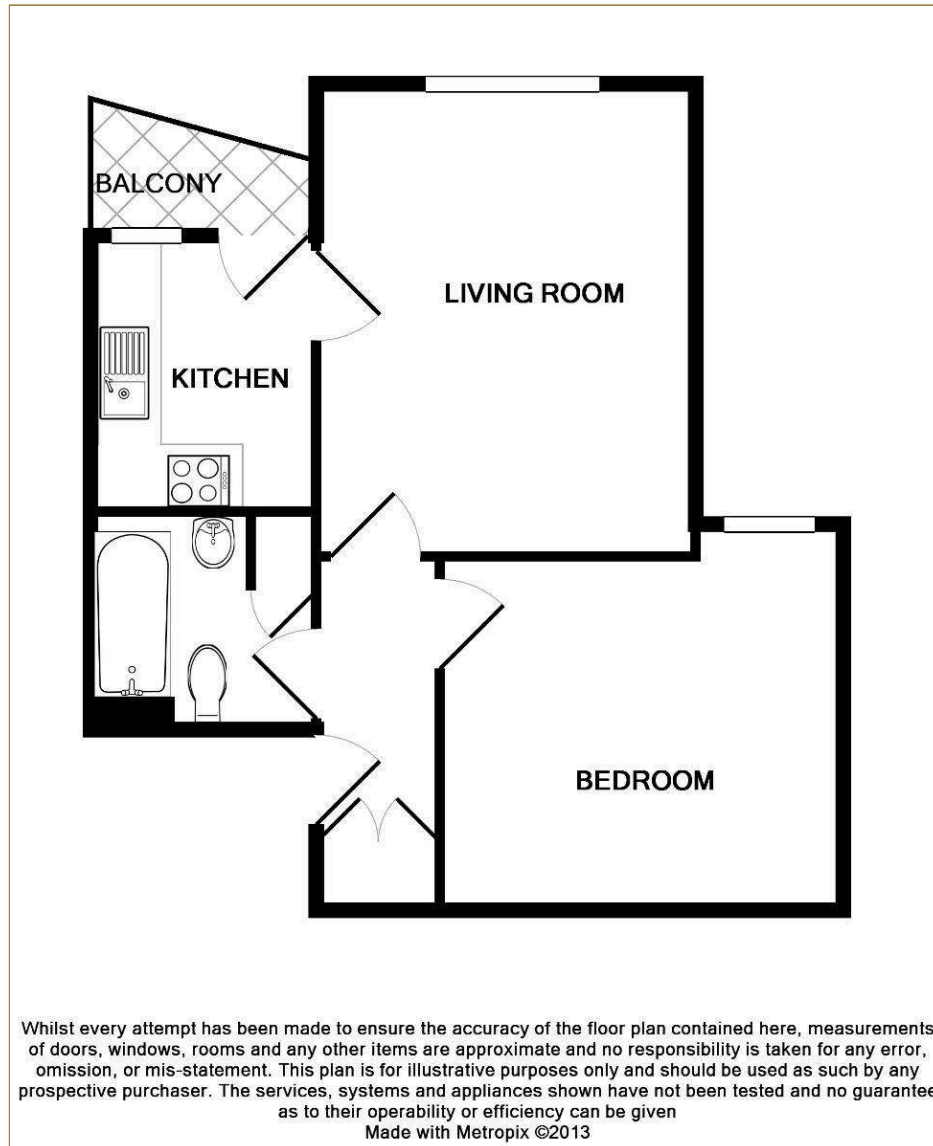 BALCONY
LIVING ROOM
KITCHEN
BEDROOM
Whilst every attempt has been made to ensure the accuracy of the floor plan contained here, measurements
of doors, windows, rooms and any other items are approximate and no responsibility is taken for any error,
omission, or mis-statement. This plan is for illustrative purposes only and should be used as such by any
prospective purchaser. The services, systems and appliances shown have not been tested and no guarantee
as to their operability or efficiency can be given
Made with Metropix ©2013